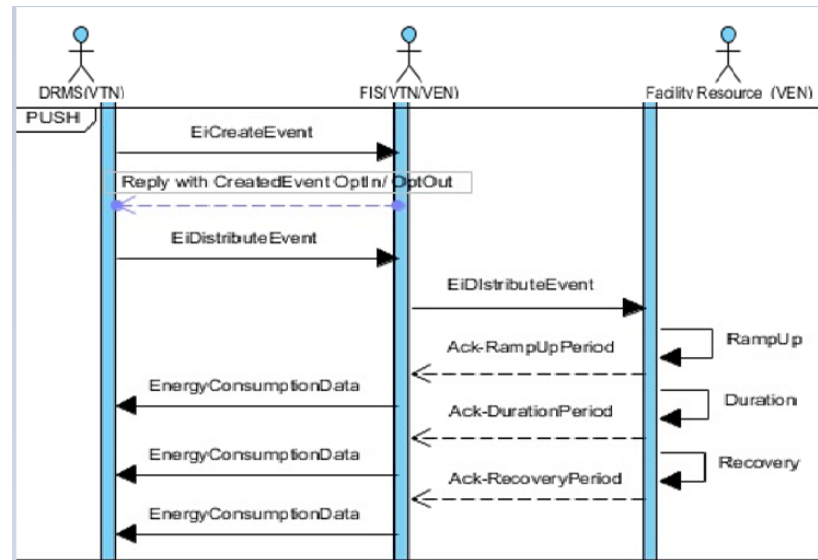 DRMS(VTN)
FIS(VTN/VEN)
Facility Resource (VEN)
PUSH
EiCreateEvent
Reply with CreatedEvent OptIn/ OptOut
EiDistributeEvent
EiDIstributeEvent
RampUp
Ack-RampUpPeriod
EnergyConsumptionData
Duration
Ack-DurationPeriod
EnergyConsumptionData
Recovery
Ack-RecoveryPeriod
EnergyConsumptionData